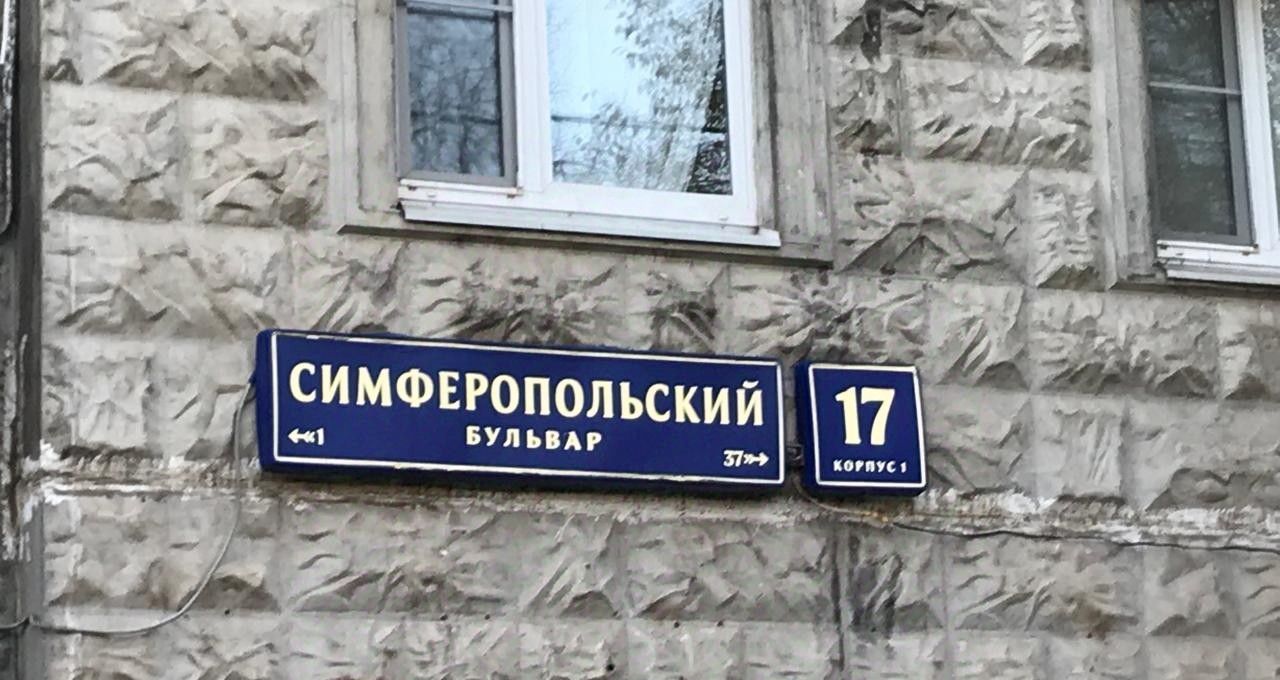 СИМФЕРОПОЛЬСКИЙ
БУЛЬВАР
←«1
37»→
17
КОРПУС 1